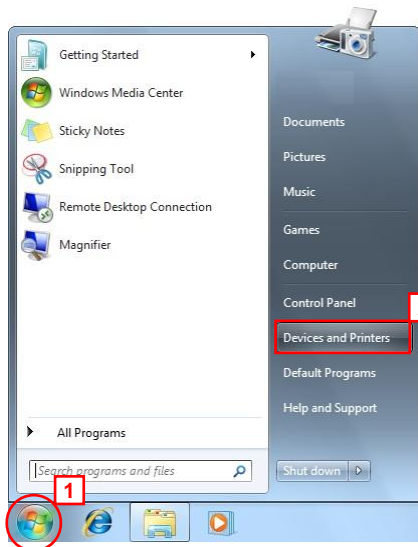 Getting Started
Windows Media Center
Sticky Notes
Snipping Tool
Remote Desktop Connection
Magnifier
All Programs
Search programs and files
Documents
Pictures
Music
Games
Computer
Control Panel
Devices and Printers
Default Programs
Help and Support
Shut down
1